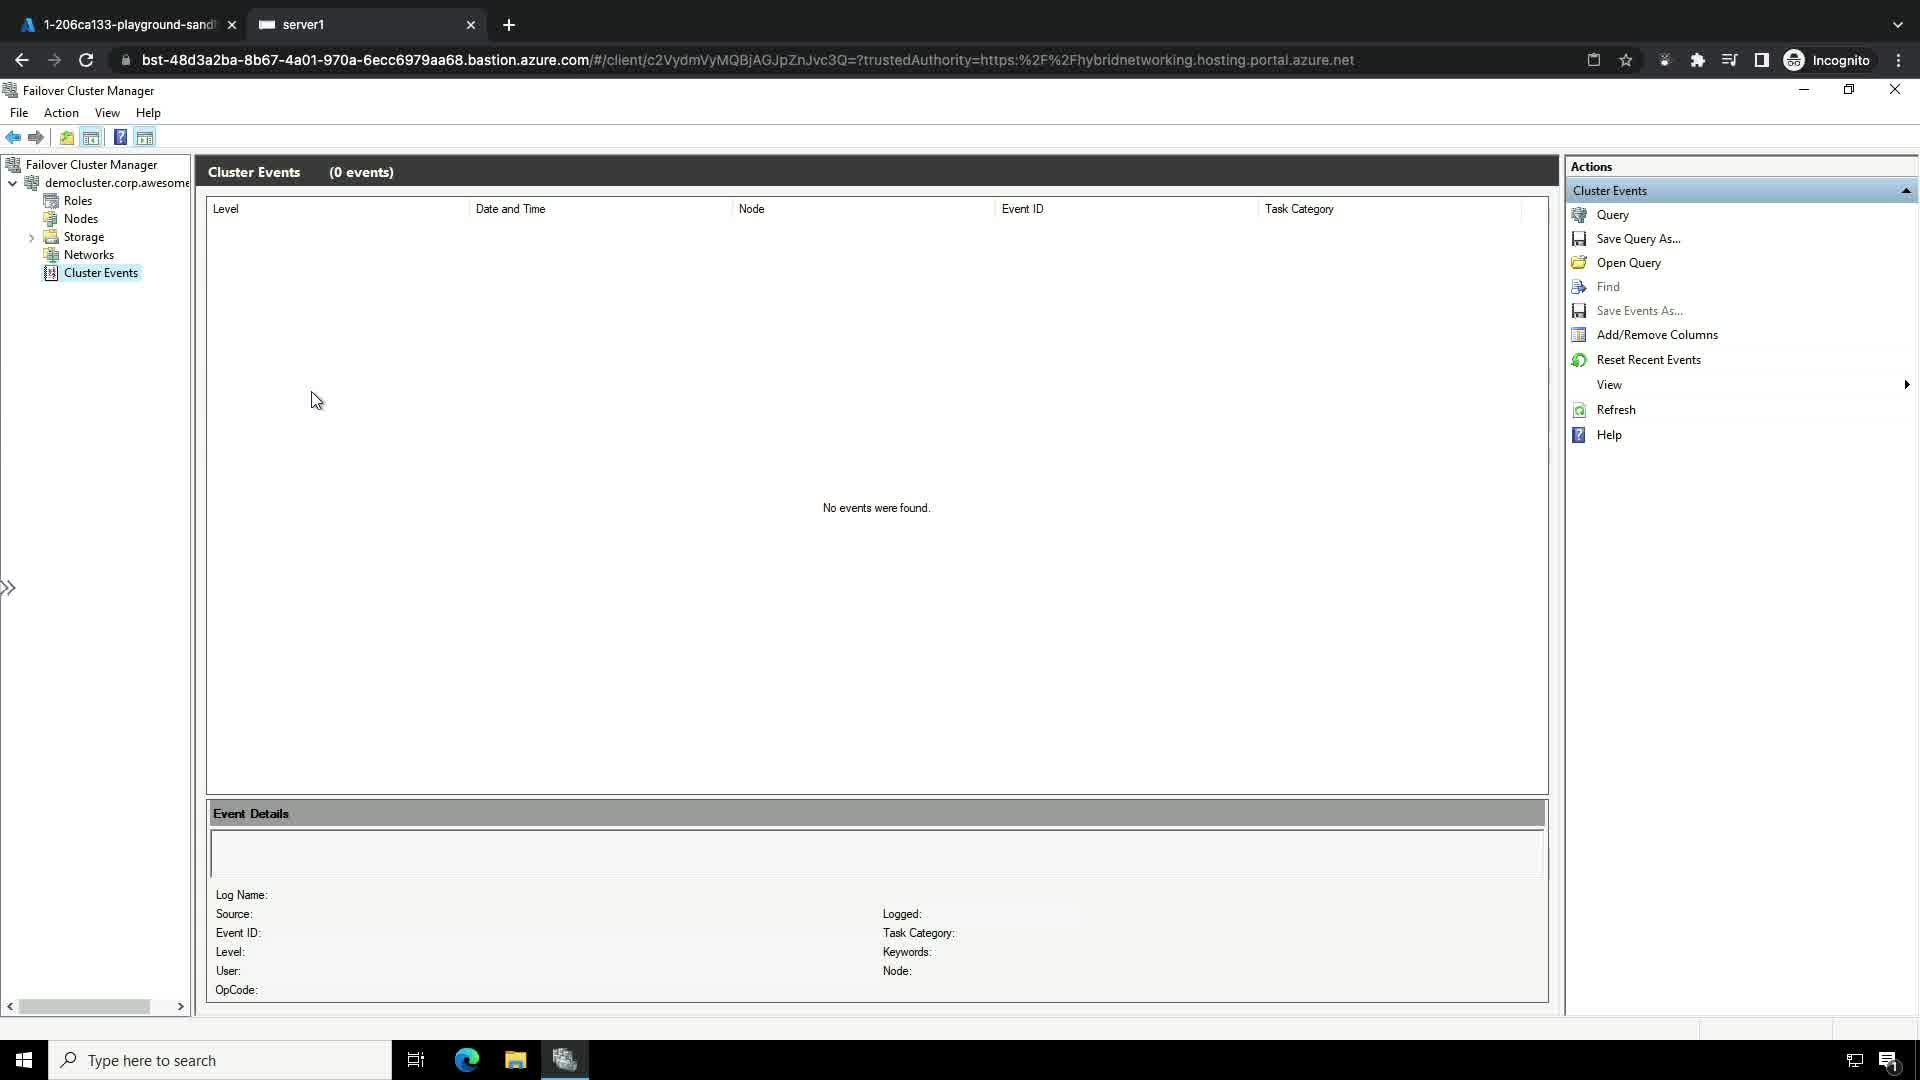 1-206ca133-playground-sand
server1
bst-48d3a2ba-8b67-4a01-970a-6ecc6979aa68.bastion.azure.com/#/client/c2VydmVyMQBjAGJpZnJvc3Q=?trustedAuthority=https:%2F%2Fhybridnetworking.hosting.portal.azure.net
Incognito
Failover Cluster Manager
File Action View Help
Failover Cluster Manager
democluster.corp.awesome
Roles
Nodes
Storage
Networks
Cluster Events
Cluster Events (0 events)
Level Date and Time Node Event ID Task Category
No events were found.
Event Details
Log Name:
Source: Logged:
Event ID: Task Category:
Level: Keywords:
User: Node:
OpCode:
Actions
Cluster Events
Query
Save Query As...
Open Query
Find
Save Events As...
Add/Remove Columns
Reset Recent Events
View
Refresh
Help
Type here to search
1